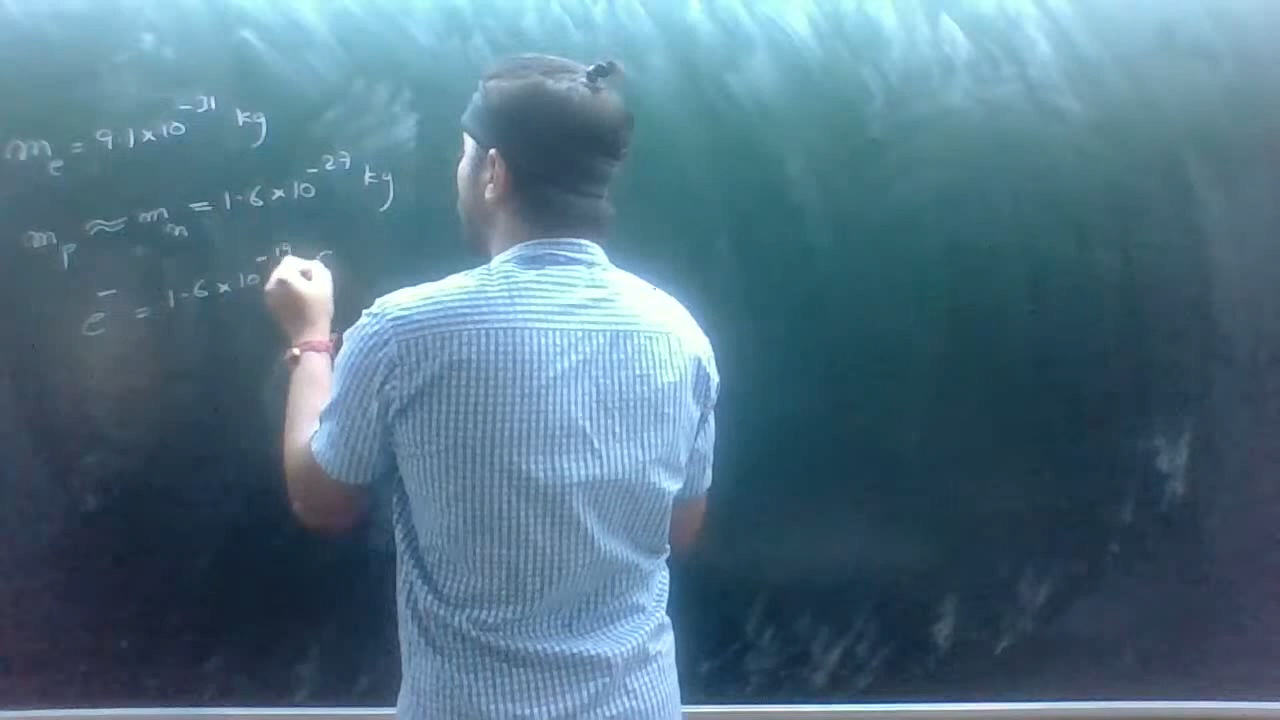 mₑ = 9.1×10⁻³¹ kg
mₚ ≈ mₙ = 1.6×10⁻²⁷ kg
e⁻ = 1.6×10⁻¹⁹